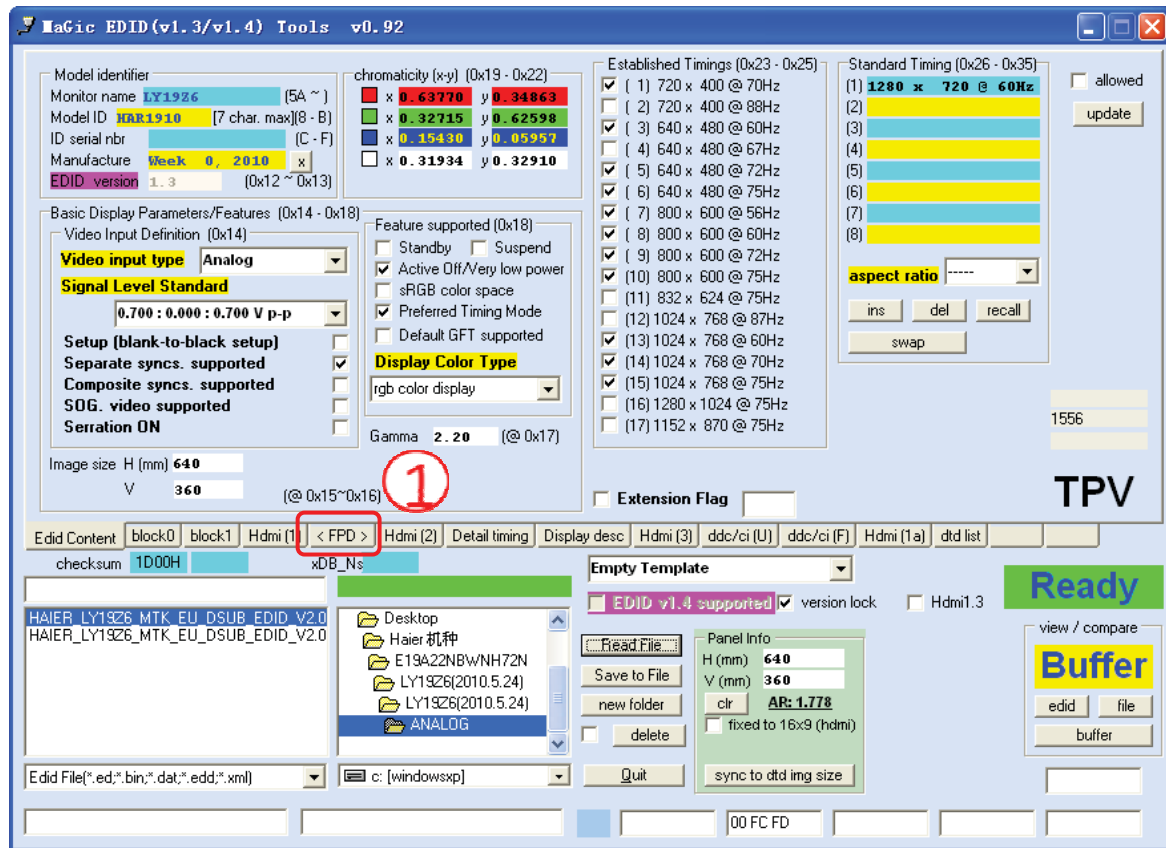 MaGic EDID(v1.3/v1.4) Tools v0.92
Model identifier
Monitor name LY19Z6 (5A ~ )
Model ID HAR1910 [7 char. max](8 - B)
ID serial nbr (C - F)
Manufacture Week 0, 2010 x
EDID version 1.3 (0x12 ~ 0x13)
chromaticity (x-y) (0x19 - 0x22)
x 0.63770 y 0.34863
x 0.32715 y 0.62598
x 0.15430 y 0.05957
x 0.31934 y 0.32910
Basic Display Parameters/Features (0x14 - 0x18)
Video Input Definition (0x14)
Video input type Analog
Signal Level Standard
0.700 : 0.000 : 0.700 V p-p
Setup (blank-to-black setup)
Separate syncs. supported
Composite syncs. supported
SOG. video supported
Serration ON
Feature supported (0x18)
Standby Suspend
Active Off/Very low power
sRGB color space
Preferred Timing Mode
Default GFT supported
Display Color Type
rgb color display
Gamma 2.20 (@ 0x17)
Image size H (mm) 640
V 360 (@ 0x15~0x16)
1
Established Timings (0x23 - 0x25)
( 1) 720 x 400 @ 70Hz
( 2) 720 x 400 @ 88Hz
( 3) 640 x 480 @ 60Hz
( 4) 640 x 480 @ 67Hz
( 5) 640 x 480 @ 72Hz
( 6) 640 x 480 @ 75Hz
( 7) 800 x 600 @ 56Hz
( 8) 800 x 600 @ 60Hz
( 9) 800 x 600 @ 72Hz
(10) 800 x 600 @ 75Hz
(11) 832 x 624 @ 75Hz
(12) 1024 x 768 @ 87Hz
(13) 1024 x 768 @ 60Hz
(14) 1024 x 768 @ 70Hz
(15) 1024 x 768 @ 75Hz
(16) 1280 x 1024 @ 75Hz
(17) 1152 x 870 @ 75Hz
Extension Flag
Standard Timing (0x26 - 0x35)
(1) 1280 x 720 @ 60Hz
(2)
(3)
(4)
(5)
(6)
(7)
(8)
aspect ratio -----
ins del recall
swap
allowed
update
1556
TPV
Edid Content block0 block1 Hdmi (1) < FPD > Hdmi (2) Detail timing Display desc Hdmi (3) ddc/ci (U) ddc/ci (F) Hdmi (1a) dtd list
checksum 1D00H xDB_Ns
HAIER_LY19Z6_MTK_EU_DSUB_EDID_V2.0
HAIER_LY19Z6_MTK_EU_DSUB_EDID_V2.0
Edid File(*.ed;*.bin;*.dat;*.edd;*.xml)
Desktop
Haier 机种
E19A22NBWNH72N
LY19Z6(2010.5.24)
LY19Z6(2010.5.24)
ANALOG
c: [windowsxp]
Empty Template
EDID v1.4 supported version lock Hdmi1.3
Read File
Save to File
new folder
delete
Quit
Panel Info
H (mm) 640
V (mm) 360
clr AR: 1.778
fixed to 16x9 (hdmi)
sync to dtd img size
Ready
view / compare
Buffer
edid file
buffer
00 FC FD